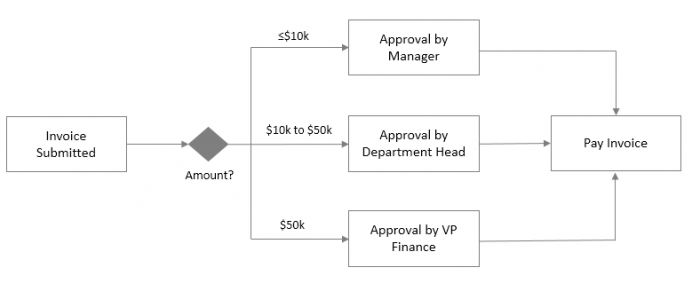 ≤$10k
Approval by
Manager
Invoice
Submitted
Amount?
$10k to $50k
Approval by
Department Head
Pay Invoice
$50k
Approval by VP
Finance